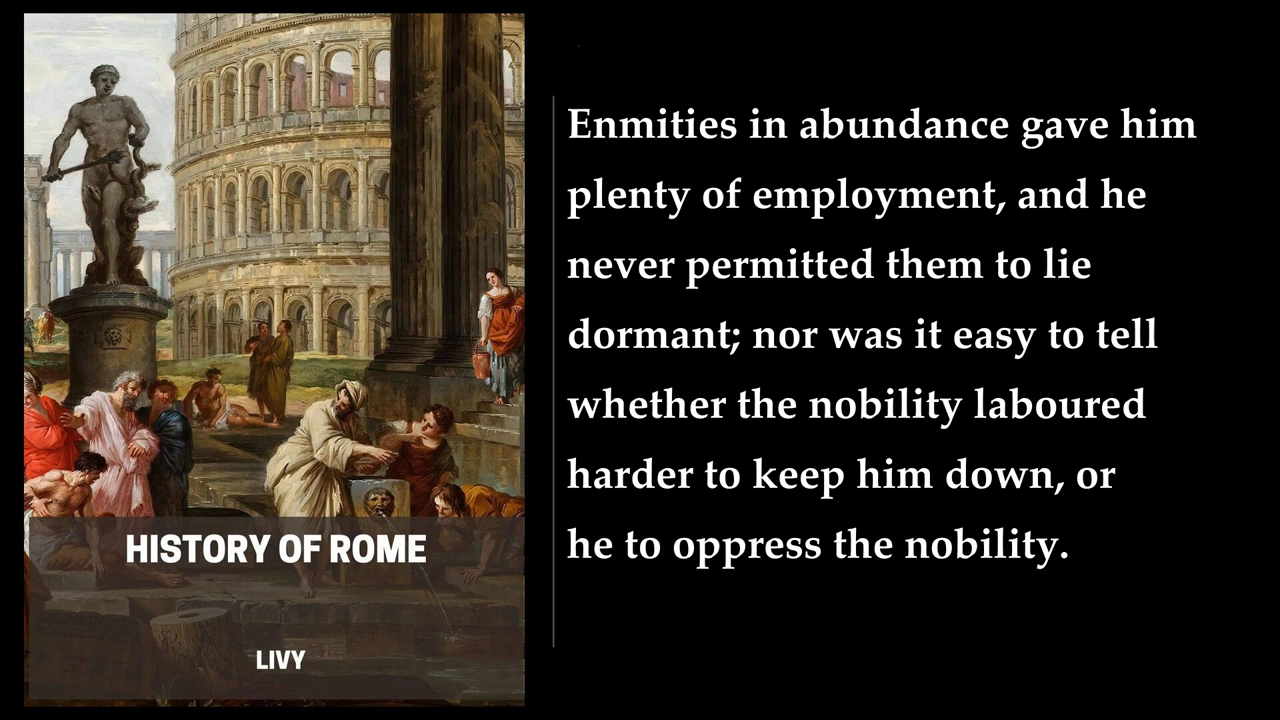 HISTORY OF ROME
LIVY
Enmities in abundance gave him
plenty of employment, and he
never permitted them to lie
dormant; nor was it easy to tell
whether the nobility laboured
harder to keep him down, or
he to oppress the nobility.